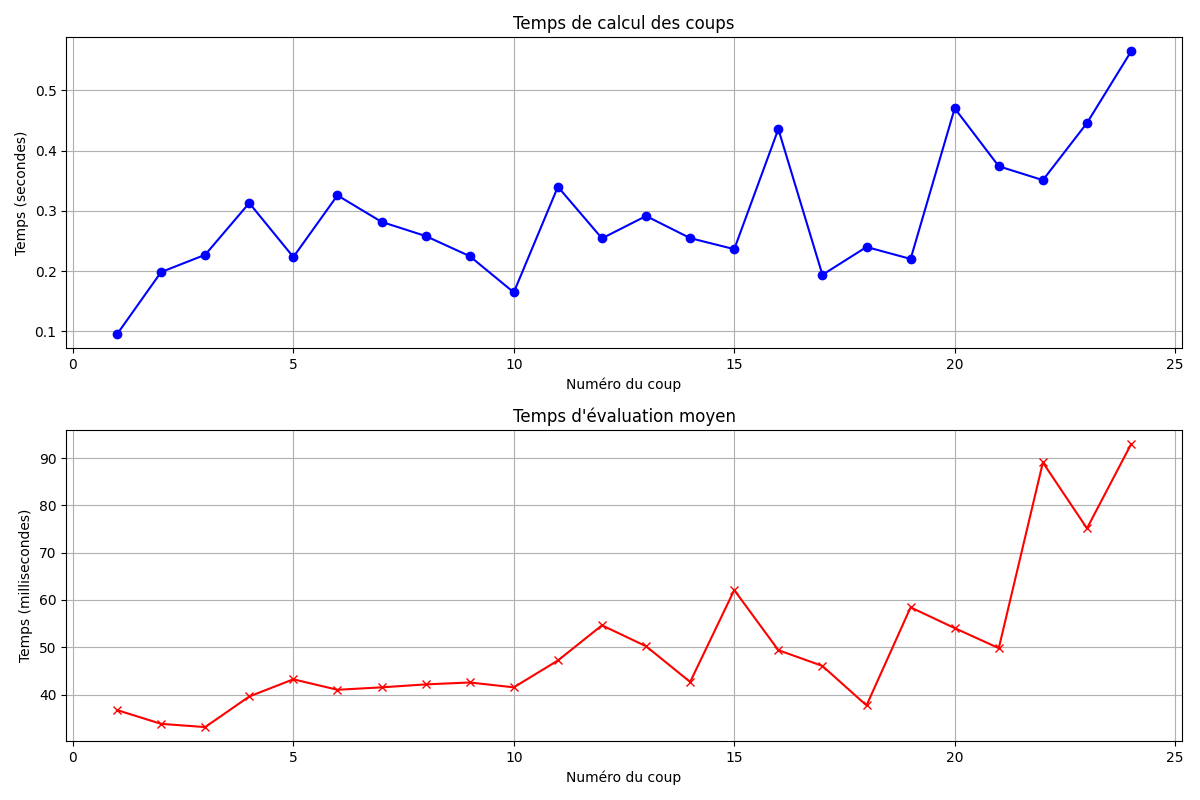 Temps de calcul des coups
Temps (secondes)
0.5
0.4
0.3
0.2
0.1
0 5 10 15 20 25
Numéro du coup
Temps d'évaluation moyen
Temps (millisecondes)
90
80
70
60
50
40
0 5 10 15 20 25
Numéro du coup